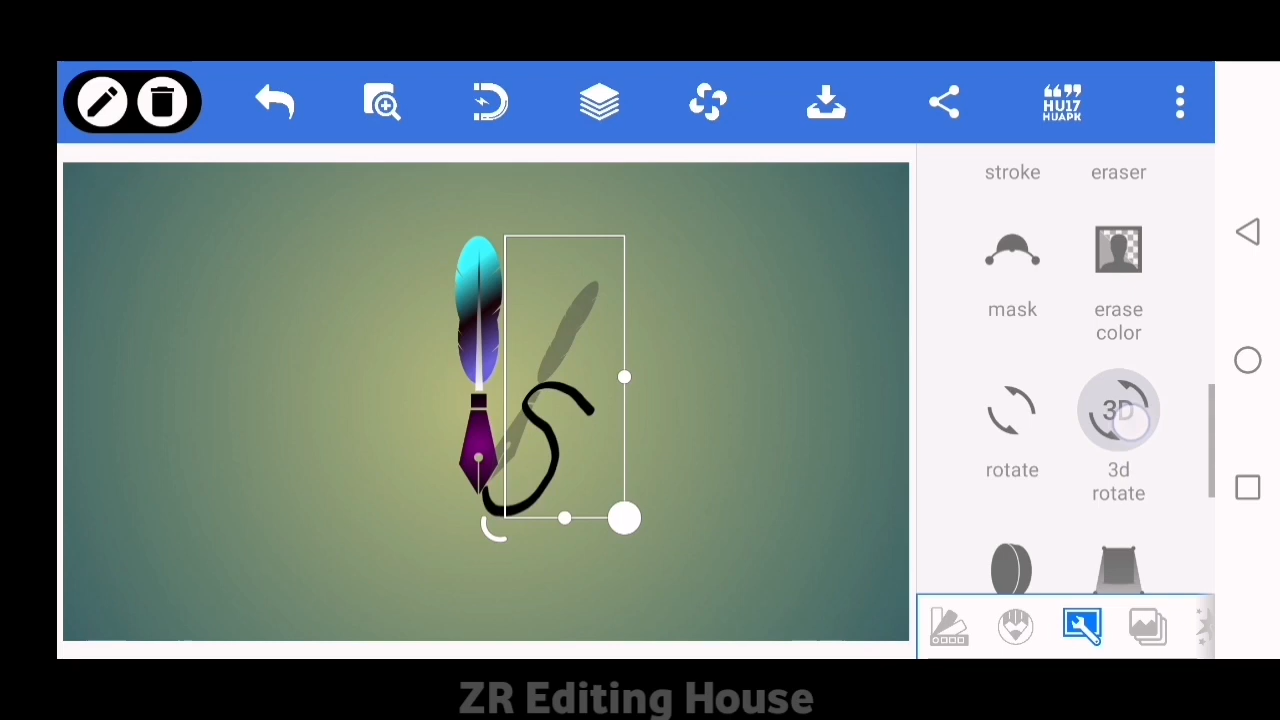 HU17
HUAPK
stroke
eraser
mask
erase
color
3D
rotate
3d
rotate
S
ZR Editing House